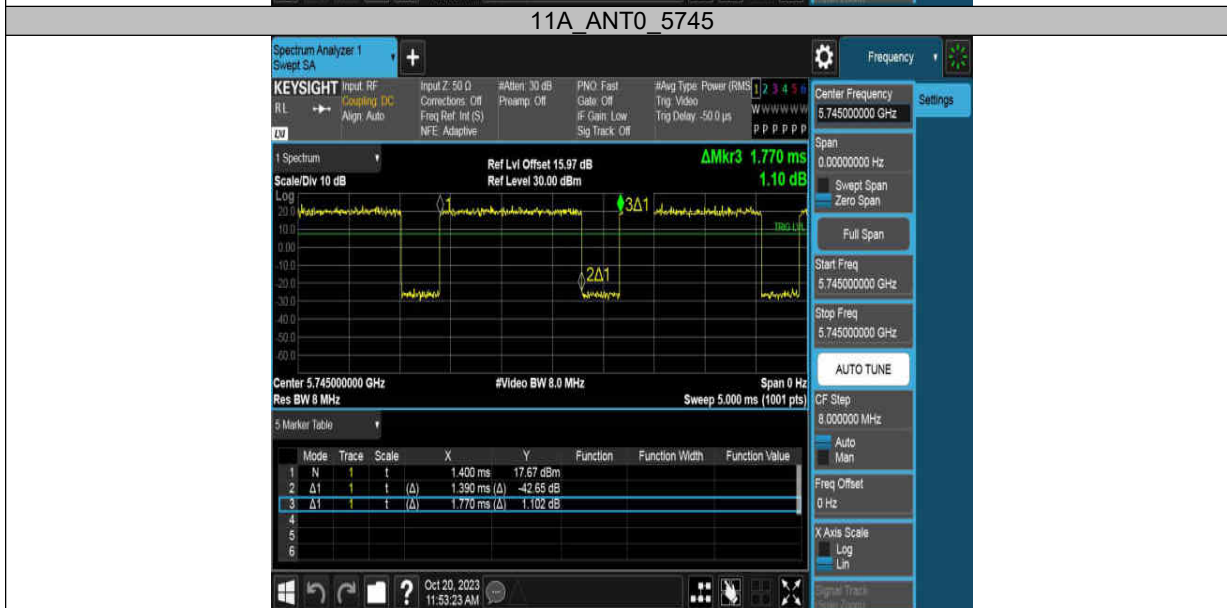 11A_ANT0_5745
Spectrum Analyzer 1
Swept SA
Frequency
KEYSIGHT
RL
Input: RF
Coupling: DC
Align: Auto
Input Z: 50 Ω
Corrections: Off
Freq Ref: Int (S)
NFE: Adaptive
#Atten: 30 dB
Preamp: Off
PNO: Fast
Gate: Off
IF Gain: Low
Sig Track: Off
#Avg Type: Power (RMS
Trig: Video
Trig Delay: -50.0 μs
1 2 3 4 5 6
W W W W W W
P P P P P P
Center Frequency
5.745000000 GHz
Settings
Span
0.00000000 Hz
Swept Span
Zero Span
Full Span
Start Freq
5.745000000 GHz
Stop Freq
5.745000000 GHz
AUTO TUNE
CF Step
8.000000 MHz
Auto
Man
Freq Offset
0 Hz
X Axis Scale
Log
Lin
Signal Track
1 Spectrum
Scale/Div 10 dB
Ref Lvl Offset 15.97 dB
Ref Level 30.00 dBm
ΔMkr3 1.770 ms
1.10 dB
Log
20.0
10.0
0.00
-10.0
-20.0
-30.0
-40.0
-50.0
-60.0
1
3Δ1
2Δ1
TRIG LVL
Center 5.745000000 GHz
Res BW 8 MHz
#Video BW 8.0 MHz
Span 0 Hz
Sweep 5.000 ms (1001 pts)
5 Marker Table
Mode Trace Scale X Y Function Function Width Function Value
1 N 1 t 1.400 ms 17.67 dBm
2 Δ1 1 t (Δ) 1.390 ms (Δ) -42.65 dB
3 Δ1 1 t (Δ) 1.770 ms (Δ) 1.102 dB
4
5
6
?
Oct 20, 2023
11:53:23 AM